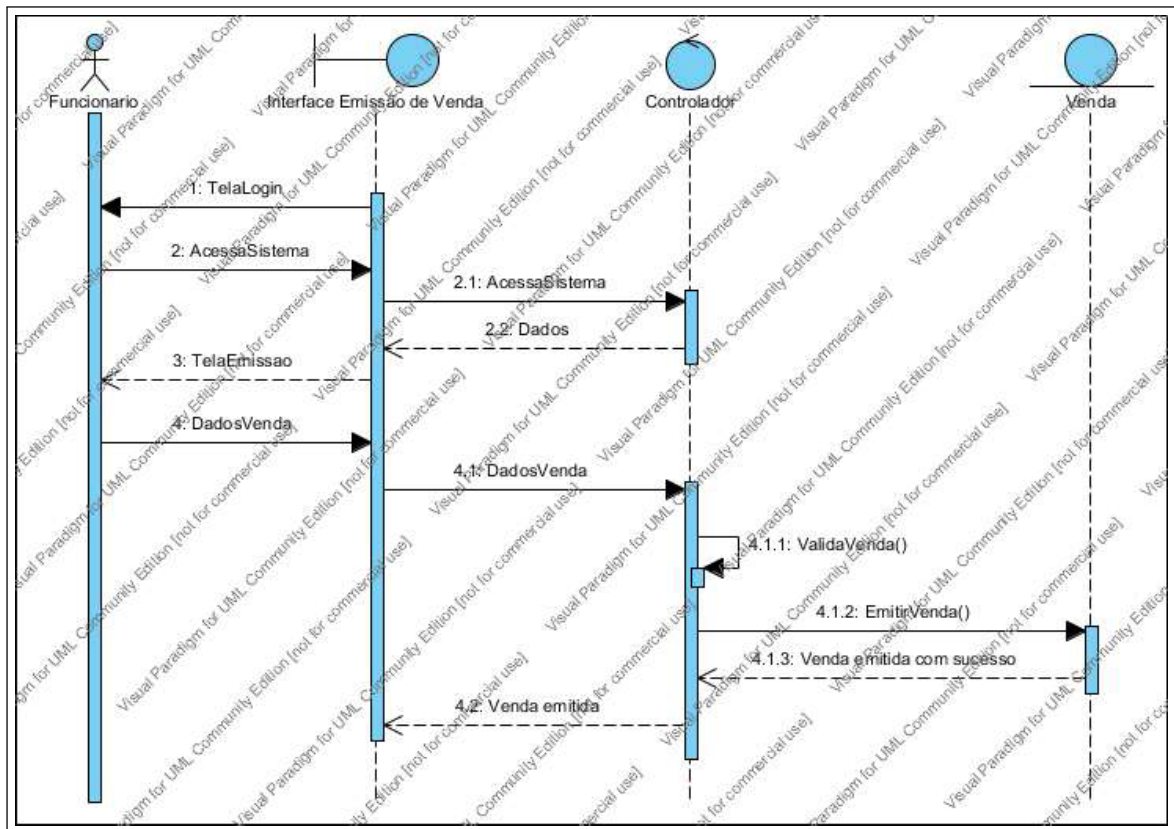 Funcionario
Interface Emissão de Venda
Controlador
Venda
1: TelaLogin
2: AcessaSistema
2.1: AcessaSistema
2.2: Dados
3: TelaEmissao
4: DadosVenda
4.1: DadosVenda
4.1.1: ValidaVenda()
4.1.2: EmitirVenda()
4.1.3: Venda emitida com sucesso
4.2: Venda emitida
Visual Paradigm for UML Community Edition [not for commercial use]